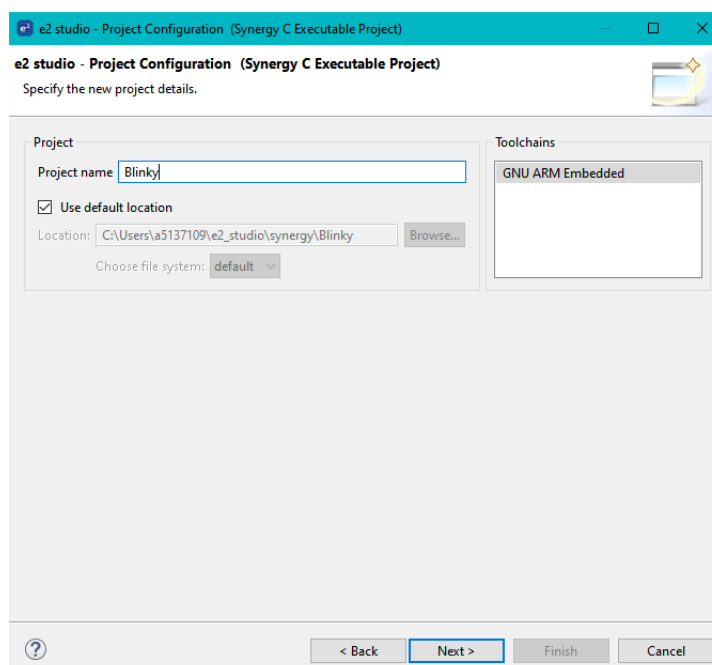 e2 studio - Project Configuration (Synergy C Executable Project)
e2 studio - Project Configuration (Synergy C Executable Project)
Specify the new project details.
Project
Project name Blinky
Use default location
Location: C:\Users\a5137109\e2_studio\synergy\Blinky Browse...
Choose file system: default
Toolchains
GNU ARM Embedded
?
< Back Next > Finish Cancel